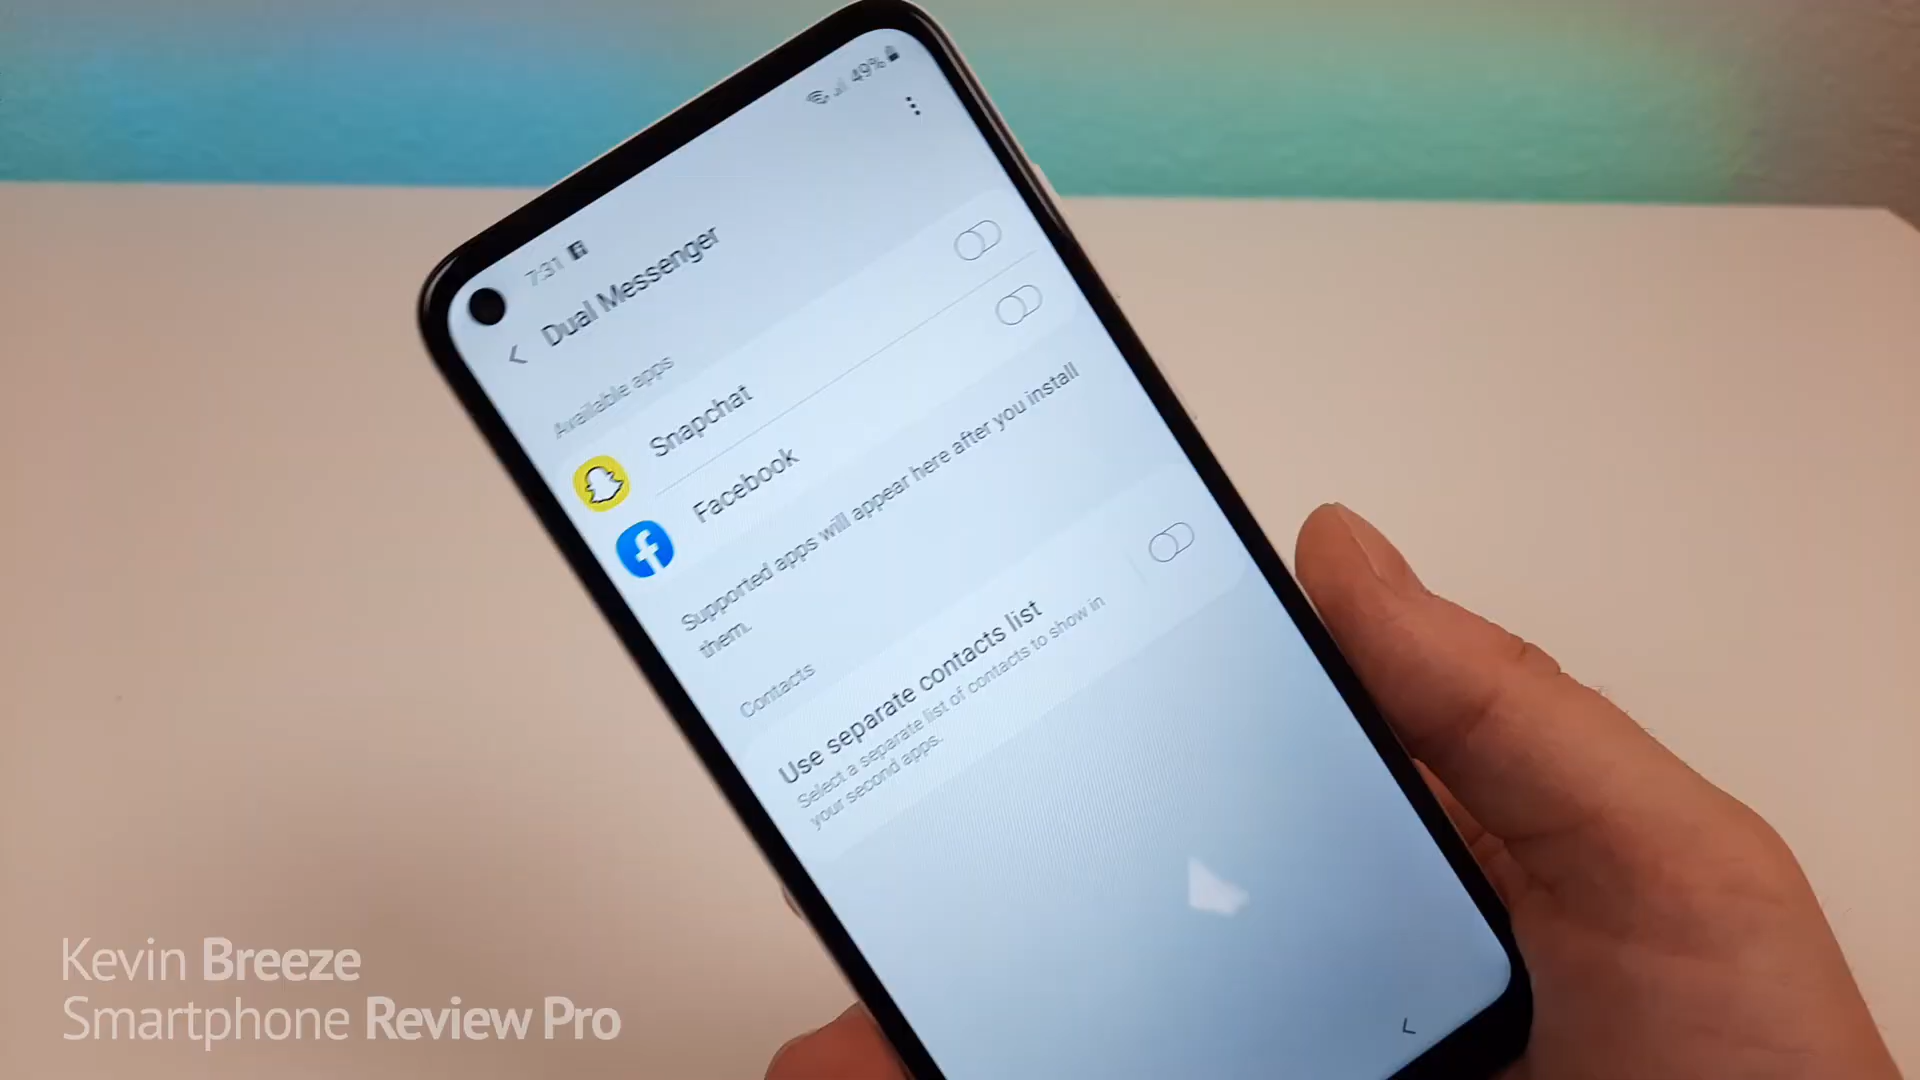 7:31
49%
Dual Messenger
Available apps
Snapchat
Facebook
Supported apps will appear here after you install
them.
Contacts
Use separate contacts list
Select a separate list of contacts to show in
your second apps.
Kevin Breeze
Smartphone Review Pro